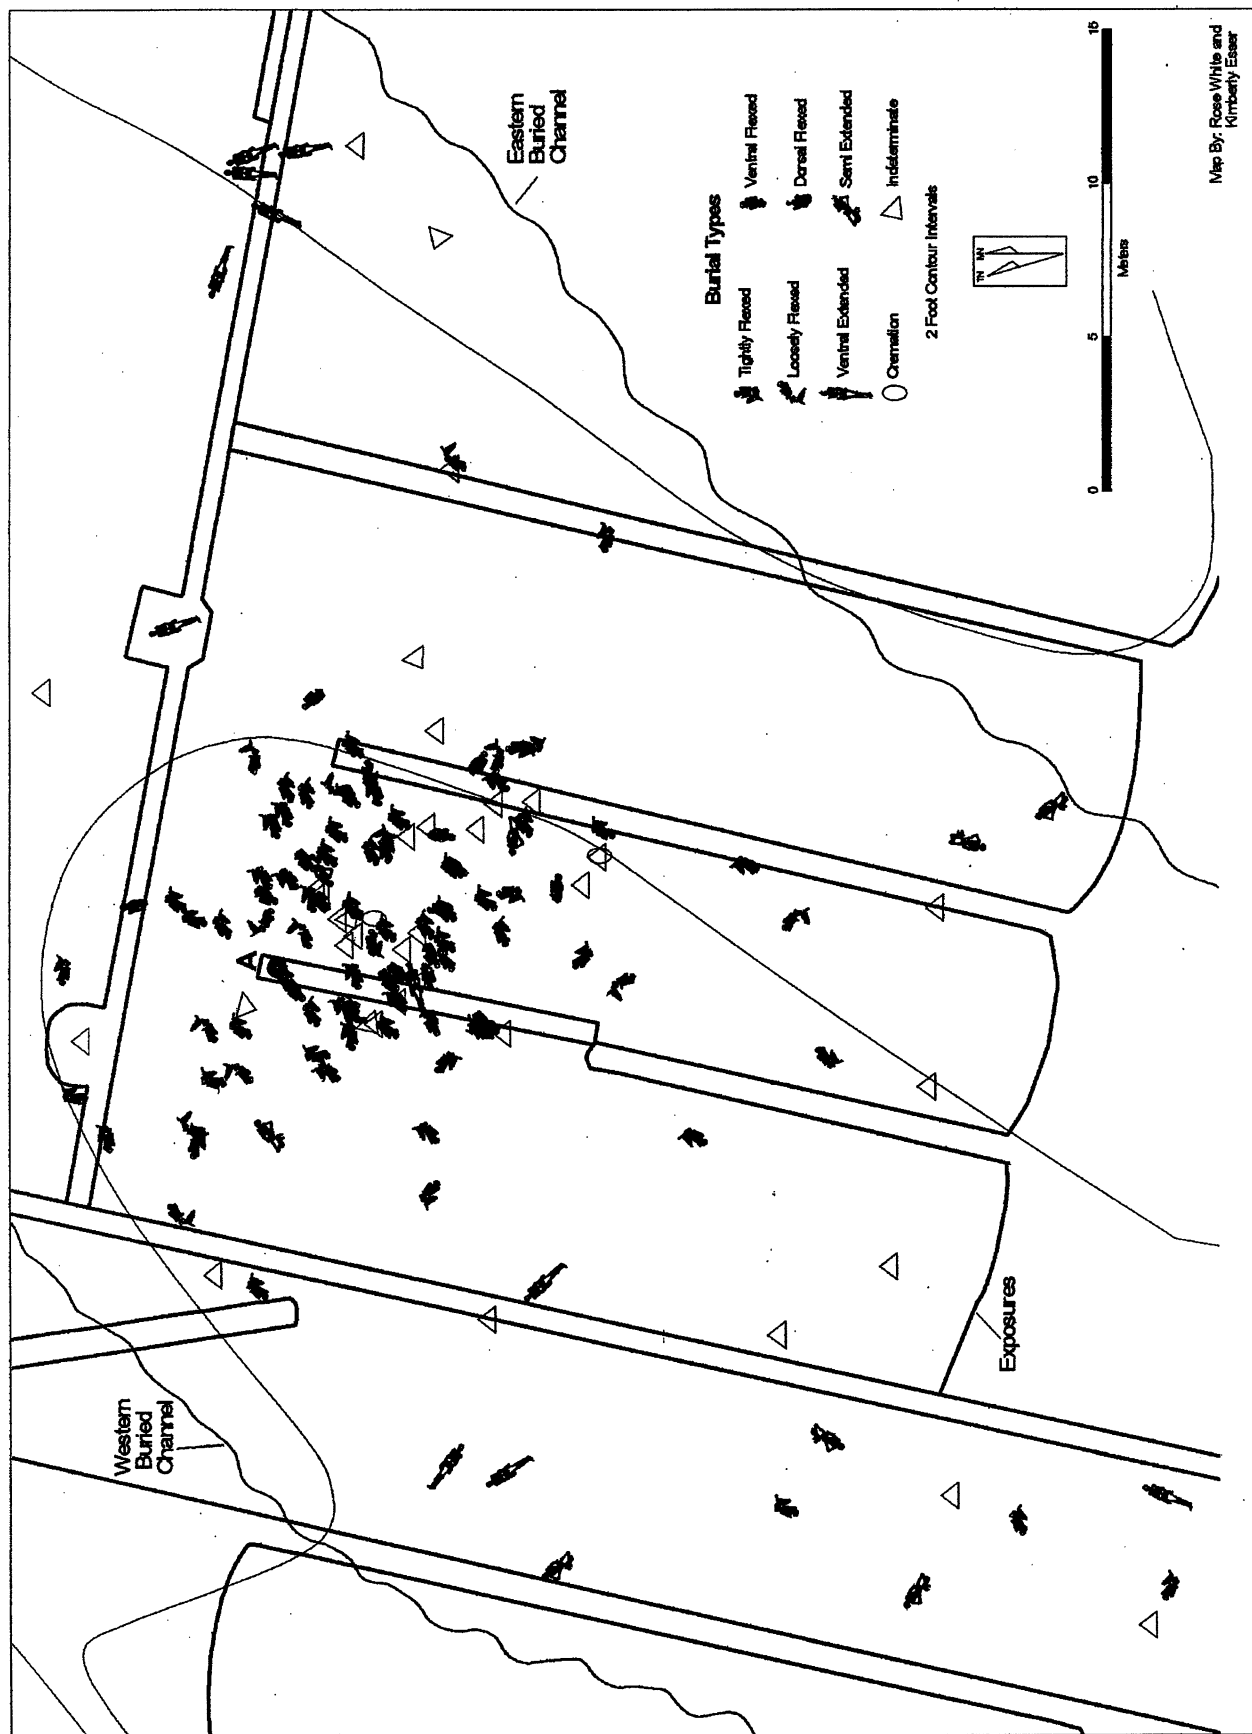 Western
Buried
Channel
Eastern
Buried
Channel
A
Exposures
Burial Types
Tightly Flexed
Ventral Flexed
Loosely Flexed
Dorsal Flexed
Ventral Extended
Semi Extended
Cremation
Indeterminate
2 Foot Contour Intervals
TN MN
0 5 10 15
Meters
Map By: Rose White and
Kimberly Esser